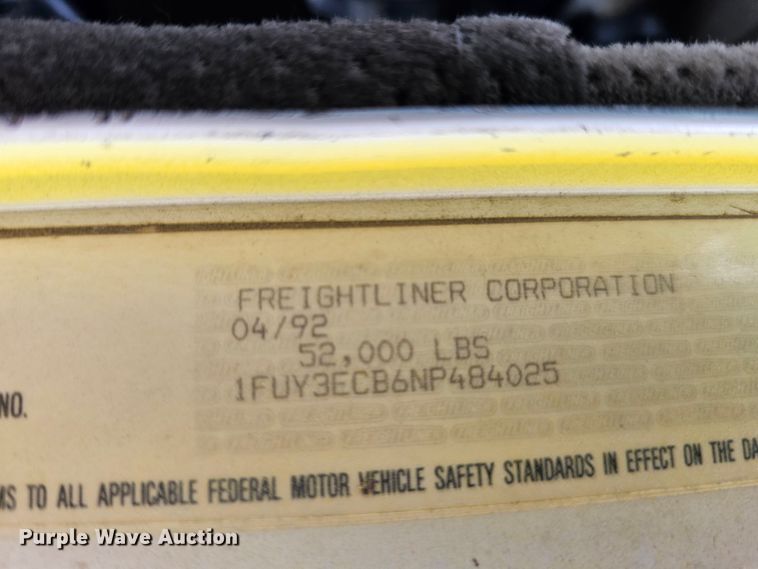 FREIGHTLINER CORPORATION
04/92
52,000 LBS
1FUY3ECB6NP484025
NO.
MS TO ALL APPLICABLE FEDERAL MOTOR VEHICLE SAFETY STANDARDS IN EFFECT ON THE DA
Purple Wave Auction